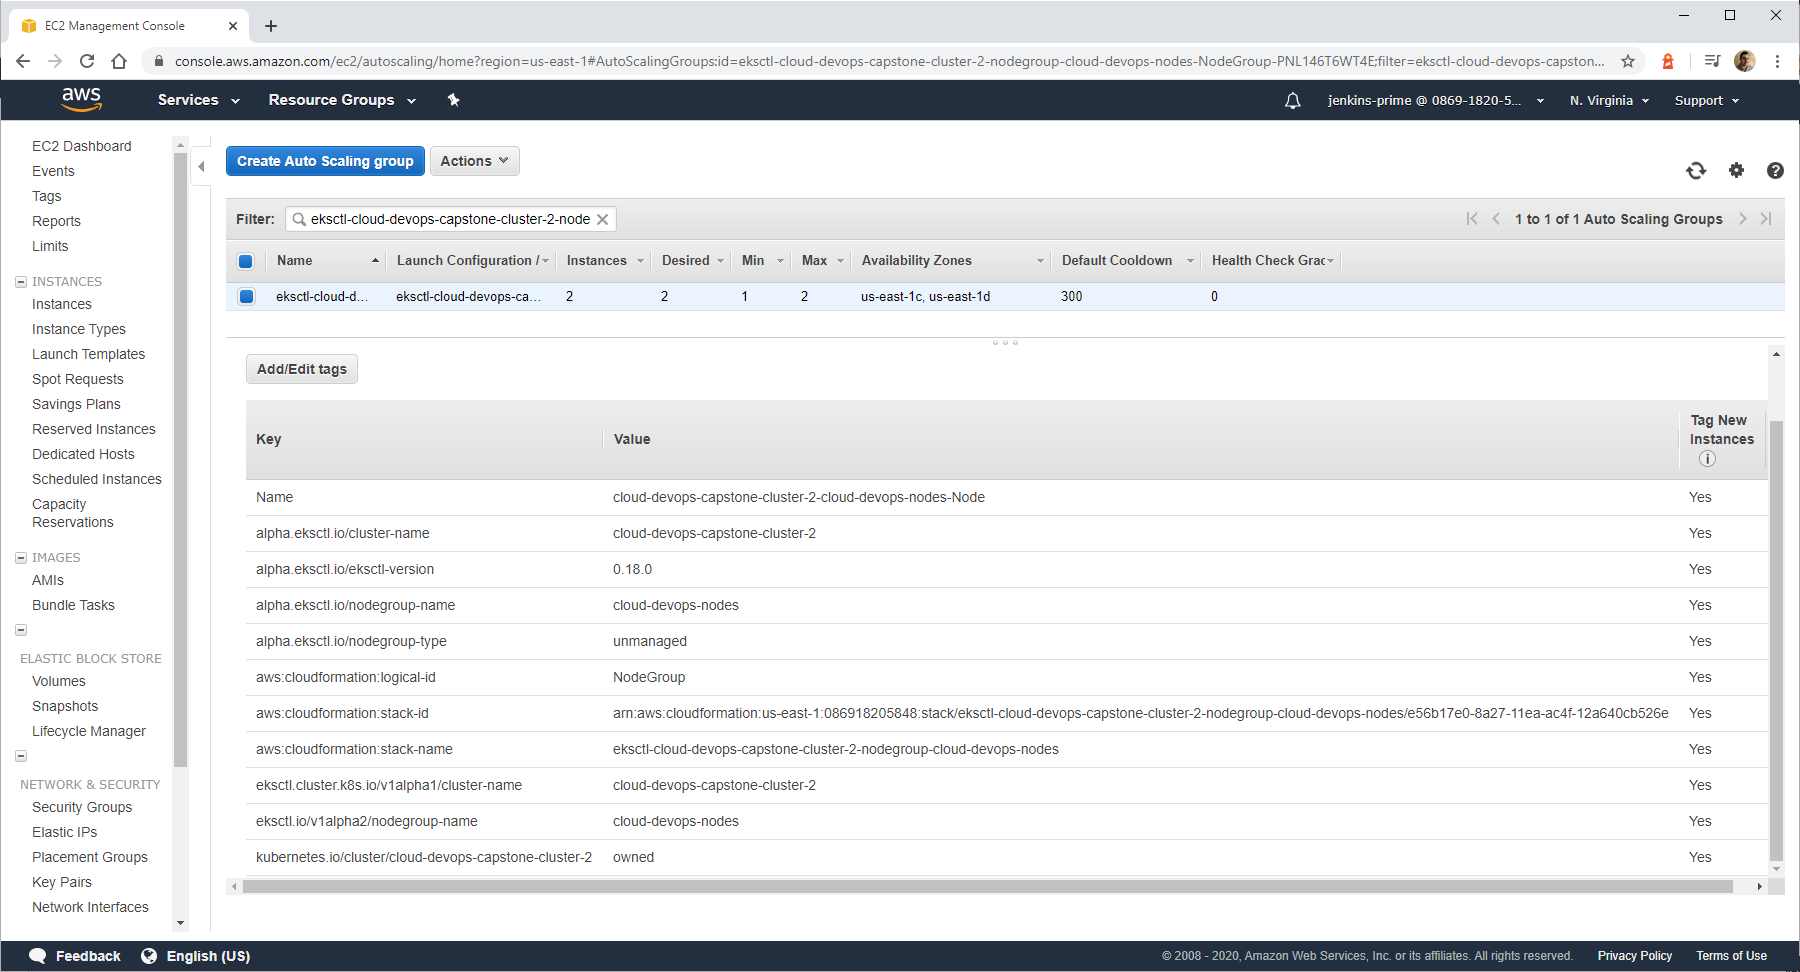 EC2 Management Console
console.aws.amazon.com/ec2/autoscaling/home?region=us-east-1#AutoScalingGroups:id=eksctl-cloud-devops-capstone-cluster-2-nodegroup-cloud-devops-nodes-NodeGroup-PNL146T6WT4E;filter=eksctl-cloud-devops-capston...
aws Services Resource Groups jenkins-prime @ 0869-1820-5... N. Virginia Support
EC2 Dashboard
Events
Tags
Reports
Limits
INSTANCES
Instances
Instance Types
Launch Templates
Spot Requests
Savings Plans
Reserved Instances
Dedicated Hosts
Scheduled Instances
Capacity
Reservations
IMAGES
AMIs
Bundle Tasks
ELASTIC BLOCK STORE
Volumes
Snapshots
Lifecycle Manager
NETWORK & SECURITY
Security Groups
Elastic IPs
Placement Groups
Key Pairs
Network Interfaces
Create Auto Scaling group Actions
Filter: eksctl-cloud-devops-capstone-cluster-2-node 1 to 1 of 1 Auto Scaling Groups
Name Launch Configuration / Instances Desired Min Max Availability Zones Default Cooldown Health Check Grac
eksctl-cloud-d... eksctl-cloud-devops-ca... 2 2 1 2 us-east-1c, us-east-1d 300 0
Add/Edit tags
Key Value Tag New
Instances
Name cloud-devops-capstone-cluster-2-cloud-devops-nodes-Node Yes
alpha.eksctl.io/cluster-name cloud-devops-capstone-cluster-2 Yes
alpha.eksctl.io/eksctl-version 0.18.0 Yes
alpha.eksctl.io/nodegroup-name cloud-devops-nodes Yes
alpha.eksctl.io/nodegroup-type unmanaged Yes
aws:cloudformation:logical-id NodeGroup Yes
aws:cloudformation:stack-id arn:aws:cloudformation:us-east-1:086918205848:stack/eksctl-cloud-devops-capstone-cluster-2-nodegroup-cloud-devops-nodes/e56b17e0-8a27-11ea-ac4f-12a640cb526e Yes
aws:cloudformation:stack-name eksctl-cloud-devops-capstone-cluster-2-nodegroup-cloud-devops-nodes Yes
eksctl.cluster.k8s.io/v1alpha1/cluster-name cloud-devops-capstone-cluster-2 Yes
eksctl.io/v1alpha2/nodegroup-name cloud-devops-nodes Yes
kubernetes.io/cluster/cloud-devops-capstone-cluster-2 owned Yes
Feedback English (US) © 2008 - 2020, Amazon Web Services, Inc. or its affiliates. All rights reserved. Privacy Policy Terms of Use